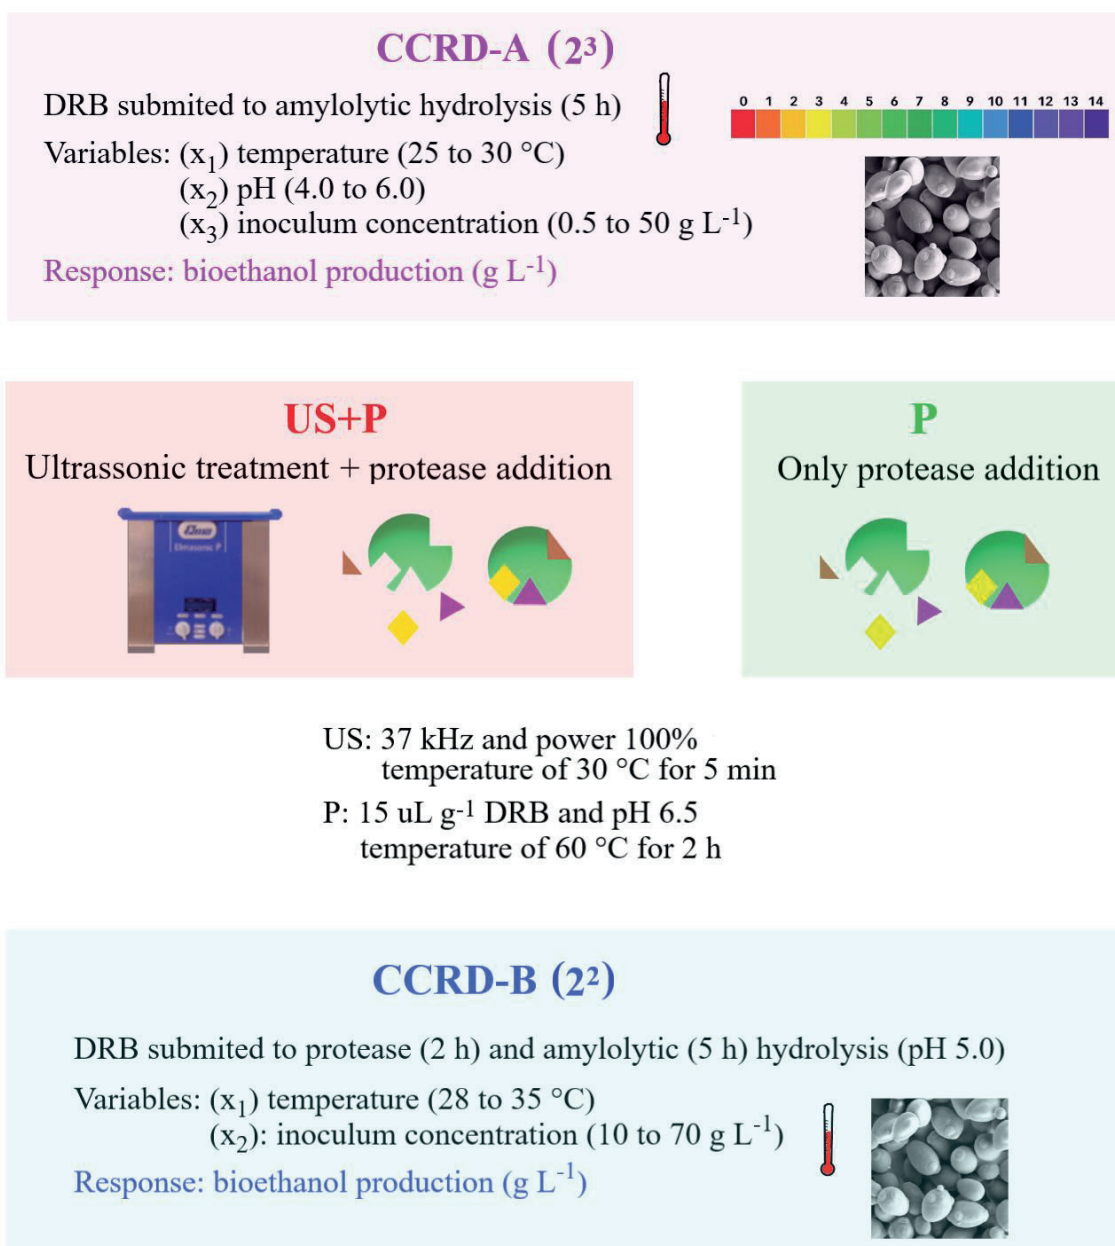 CCRD-A (2³)
DRB submited to amylolytic hydrolysis (5 h)
0 1 2 3 4 5 6 7 8 9 10 11 12 13 14
Variables: (x₁) temperature (25 to 30 °C)
(x₂) pH (4.0 to 6.0)
(x₃) inoculum concentration (0.5 to 50 g L⁻¹)
Response: bioethanol production (g L⁻¹)
US+P
Ultrassonic treatment + protease addition
Elma
Elmasonic P
P
Only protease addition
US: 37 kHz and power 100%
temperature of 30 °C for 5 min
P: 15 uL g⁻¹ DRB and pH 6.5
temperature of 60 °C for 2 h
CCRD-B (2²)
DRB submited to protease (2 h) and amylolytic (5 h) hydrolysis (pH 5.0)
Variables: (x₁) temperature (28 to 35 °C)
(x₂): inoculum concentration (10 to 70 g L⁻¹)
Response: bioethanol production (g L⁻¹)